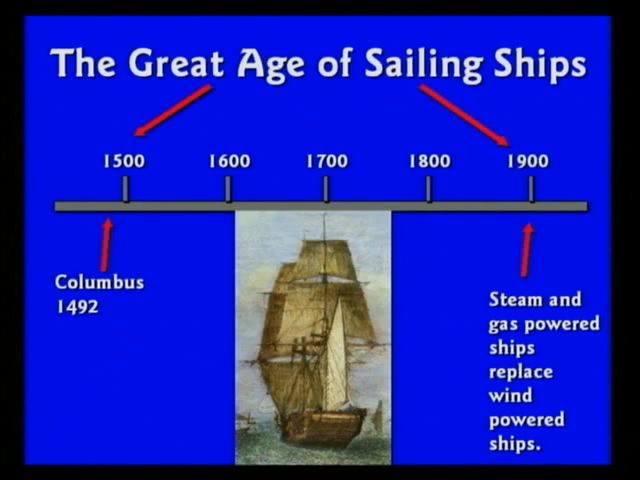 The Great Age of Sailing Ships
1500 1600 1700 1800 1900
Columbus
1492
Steam and
gas powered
ships
replace
wind
powered
ships.